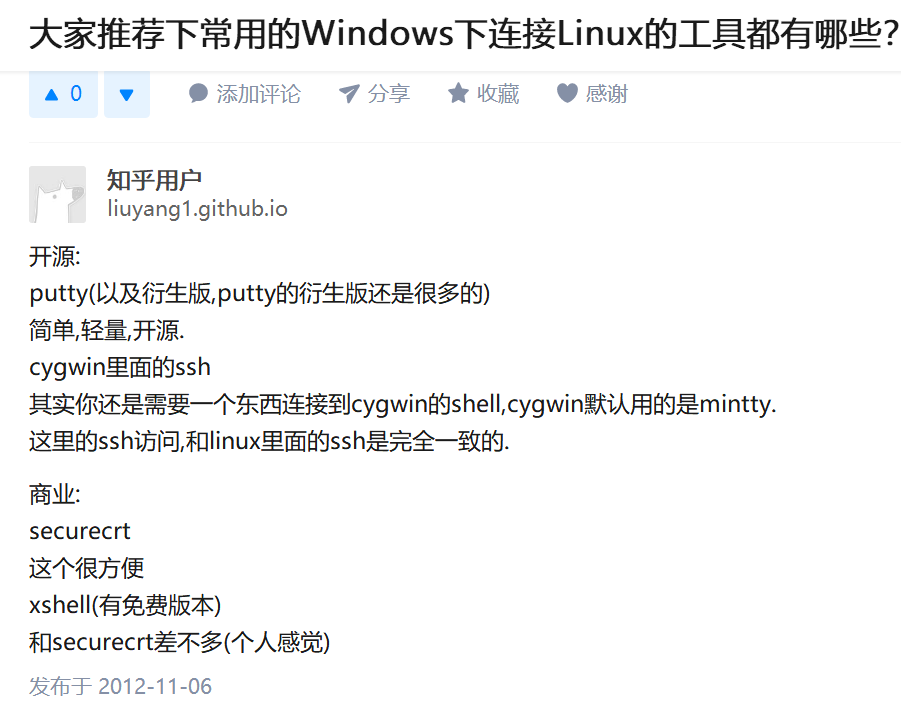 大家推荐下常用的Windows下连接Linux的工具都有哪些?
0 添加评论 分享 收藏 感谢
知乎用户
liuyang1.github.io
开源:
putty(以及衍生版,putty的衍生版还是很多的)
简单,轻量,开源.
cygwin里面的ssh
其实你还是需要一个东西连接到cygwin的shell,cygwin默认用的是mintty.
这里的ssh访问,和linux里面的ssh是完全一致的.
商业:
securecrt
这个很方便
xshell(有免费版本)
和securecrt差不多(个人感觉)
发布于 2012-11-06